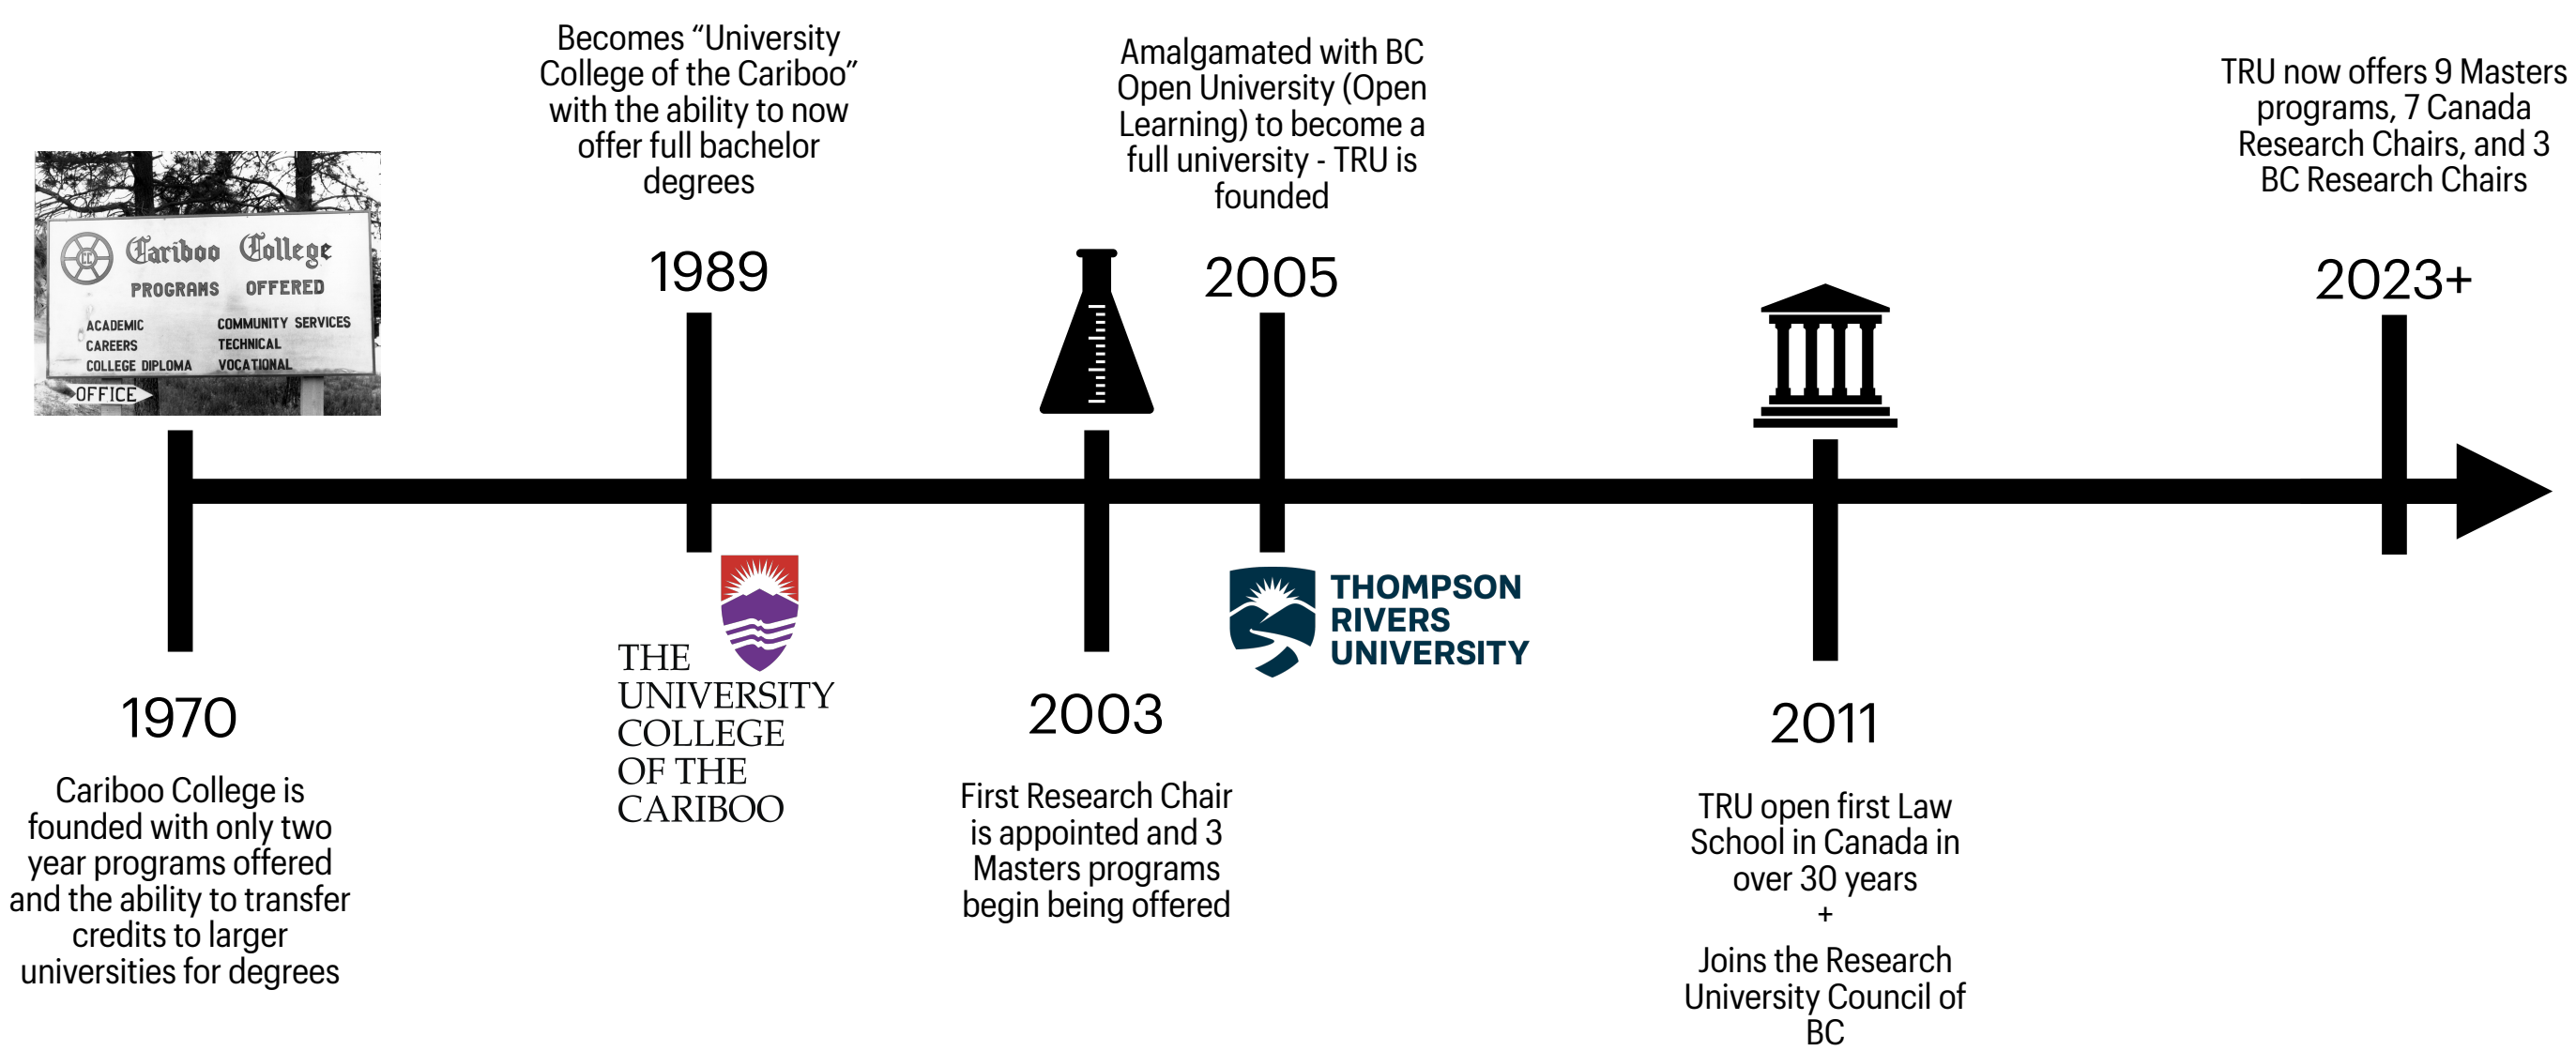 Cariboo College
CC
PROGRAMS OFFERED
ACADEMIC
CAREERS
COLLEGE DIPLOMA
COMMUNITY SERVICES
TECHNICAL
VOCATIONAL
OFFICE
1970
Cariboo College is
founded with only two
year programs offered
and the ability to transfer
credits to larger
universities for degrees
Becomes “University
College of the Cariboo”
with the ability to now
offer full bachelor
degrees
1989
THE
UNIVERSITY
COLLEGE
OF THE
CARIBOO
2003
First Research Chair
is appointed and 3
Masters programs
begin being offered
Amalgamated with BC
Open University (Open
Learning) to become a
full university - TRU is
founded
2005
THOMPSON
RIVERS
UNIVERSITY
2011
TRU open first Law
School in Canada in
over 30 years
+
Joins the Research
University Council of
BC
TRU now offers 9 Masters
programs, 7 Canada
Research Chairs, and 3
BC Research Chairs
2023+